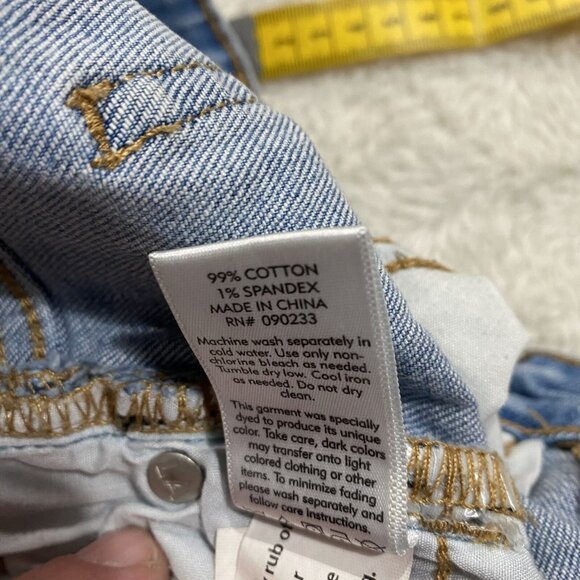 99% COTTON
1% SPANDEX
MADE IN CHINA
RN# 090233
Machine wash separately in
cold water. Use only non-
chlorine bleach as needed.
Tumble dry low. Cool iron
as needed. Do not dry
clean.
This garment was specially
dyed to produce its unique
color. Take care, dark colors
may transfer onto light
colored clothing or other
items. To minimize fading
please wash separately and
follow care instructions.